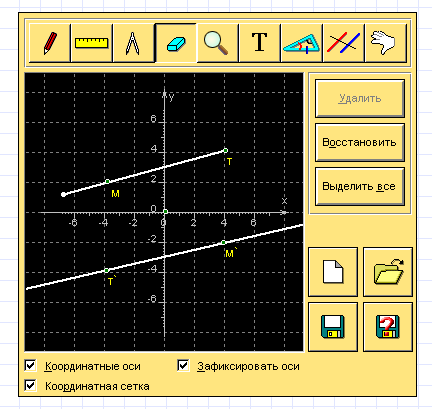 T
Удалить
Восстановить
Выделить все
y
6
4
T
2
M
x
-6 -4 -2 0 2 4 6
-2
M`
-4
T`
-6
Координатные оси
Зафиксировать оси
Координатная сетка